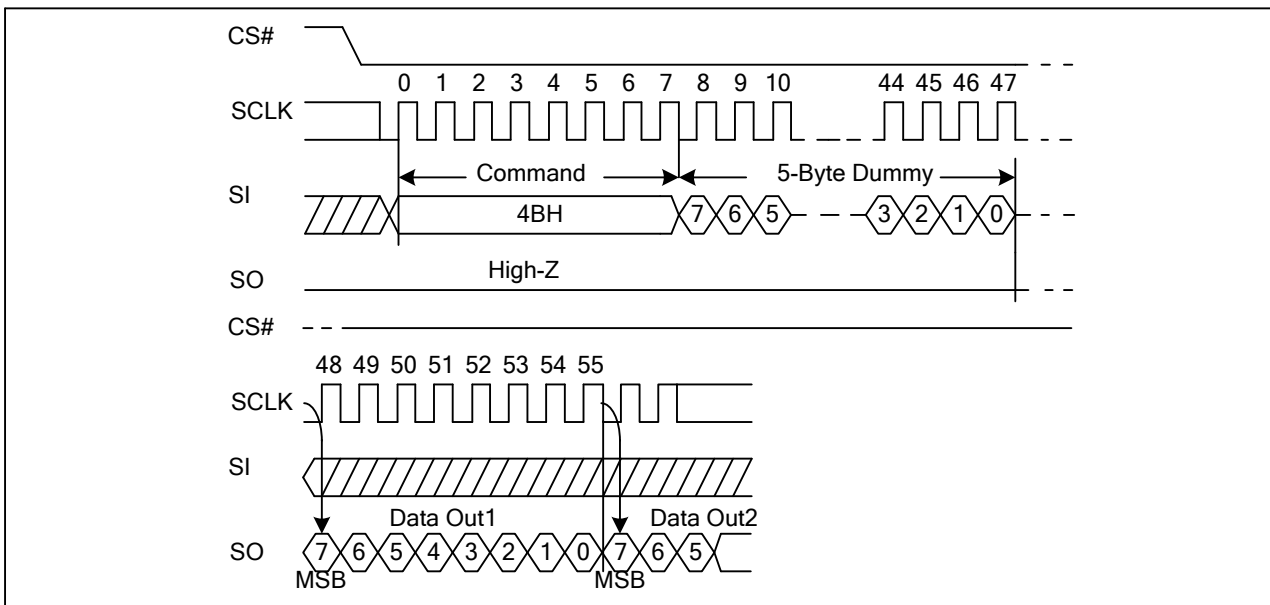 CS#
0 1 2 3 4 5 6 7 8 9 10 44 45 46 47
SCLK
Command 5-Byte Dummy
SI
4BH 7 6 5 3 2 1 0
High-Z
SO
CS#
48 49 50 51 52 53 54 55
SCLK
SI
Data Out1 Data Out2
SO 7 6 5 4 3 2 1 0 7 6 5
MSB MSB